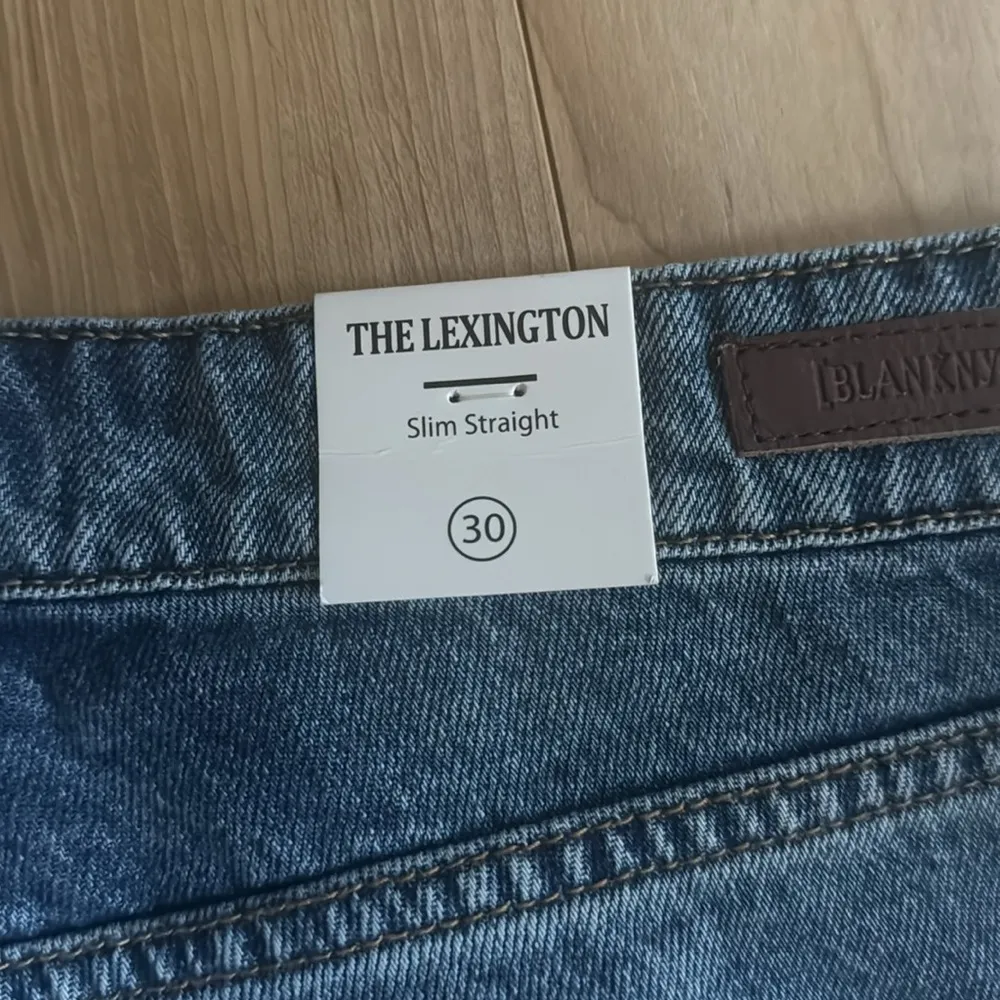 THE LEXINGTON
Slim Straight
30
[BLANKNY